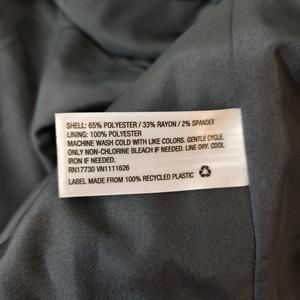 SHELL: 65% POLYESTER / 33% RAYON / 2% SPANDEX
LINING: 100% POLYESTER
MACHINE WASH COLD WITH LIKE COLORS. GENTLE CYCLE.
ONLY NON-CHLORINE BLEACH IF NEEDED. LINE DRY. COOL
IRON IF NEEDED.
RN17730 VN1111626
LABEL MADE FROM 100% RECYCLED PLASTIC